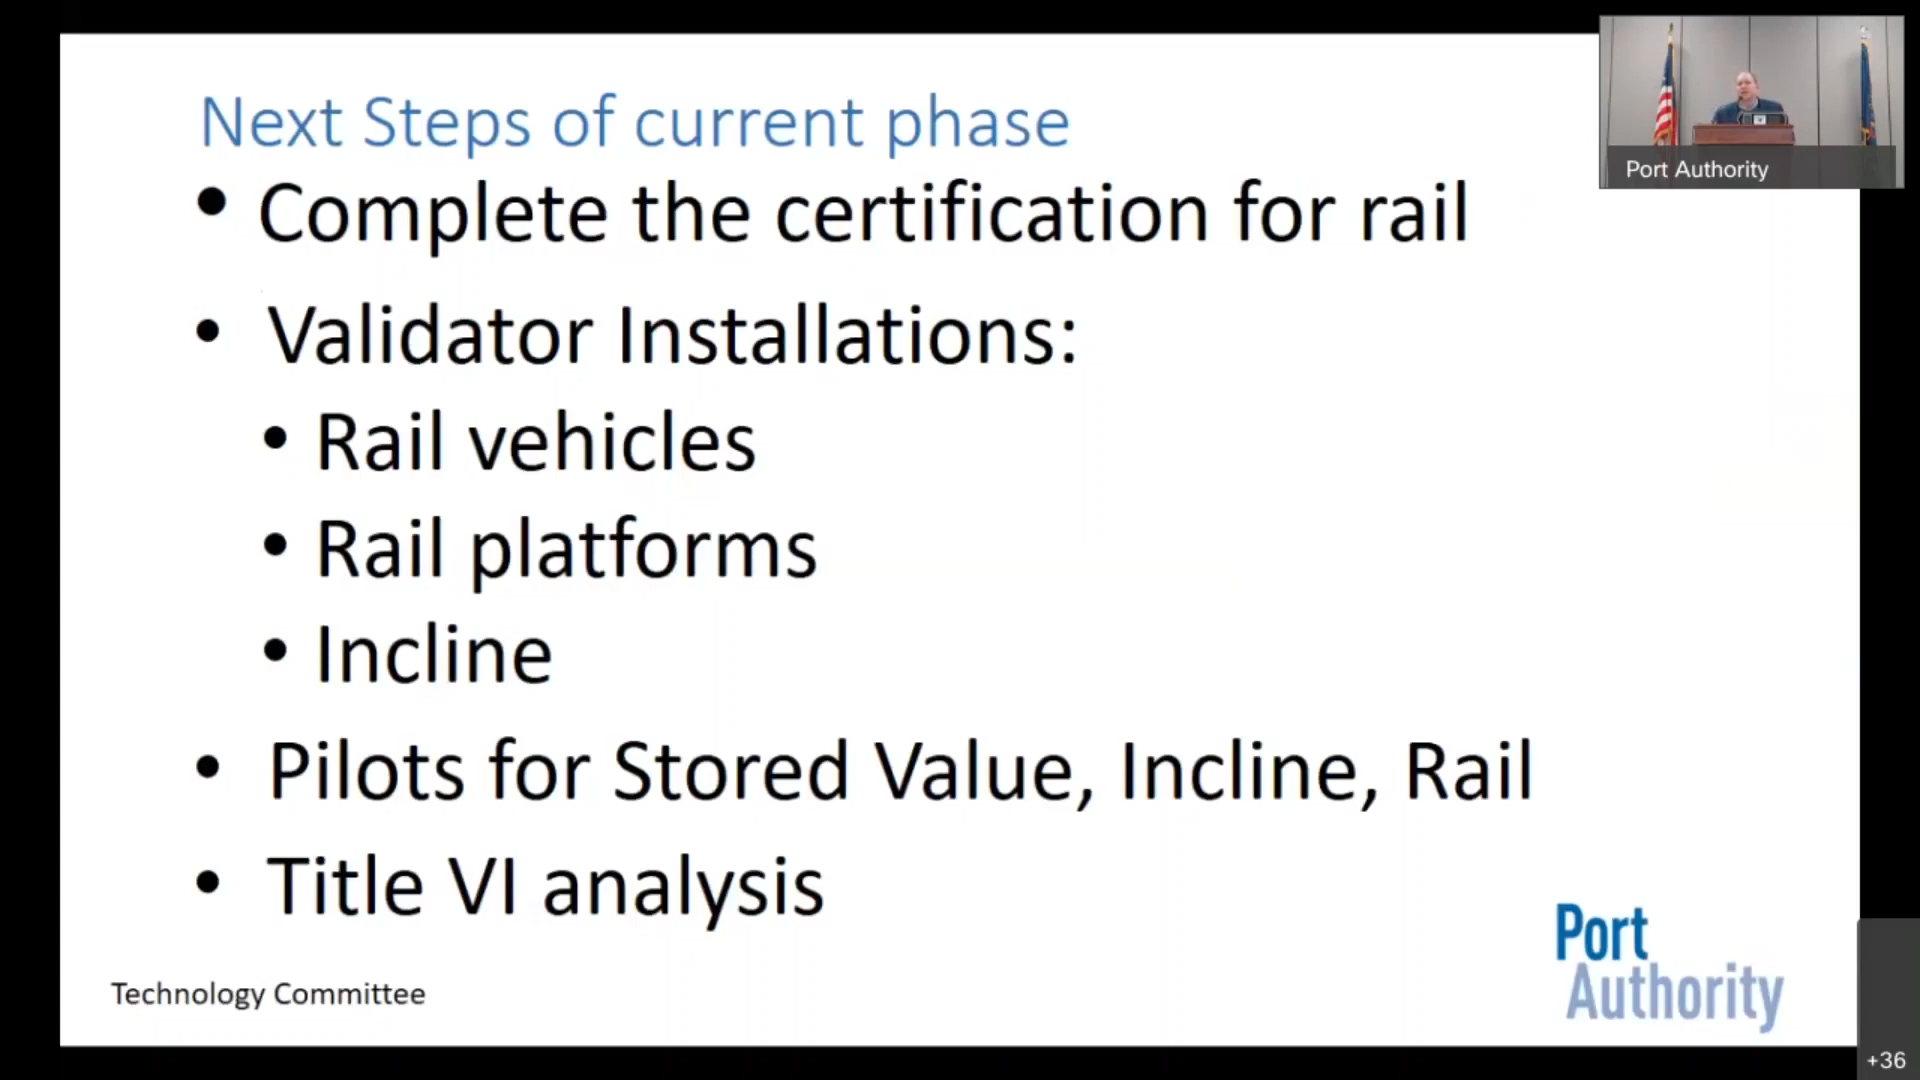 Next Steps of current phase
• Complete the certification for rail
• Validator Installations:
• Rail vehicles
• Rail platforms
• Incline
• Pilots for Stored Value, Incline, Rail
• Title VI analysis
Technology Committee
Port
Authority
Port Authority
+36